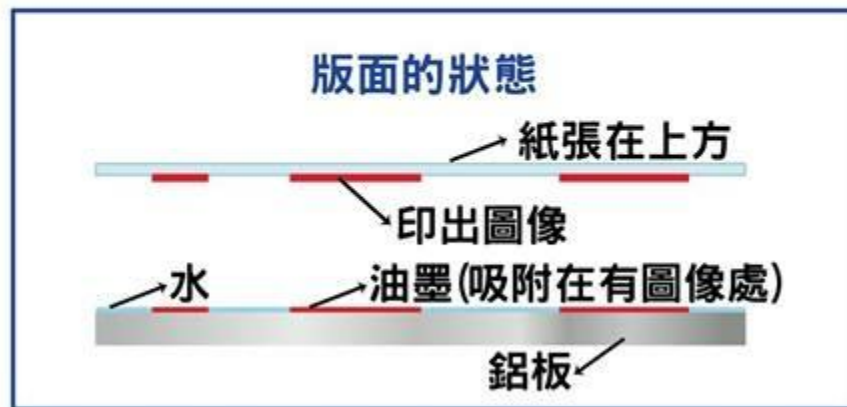 版面的狀態
紙張在上方
印出圖像
水
油墨(吸附在有圖像處)
鋁板